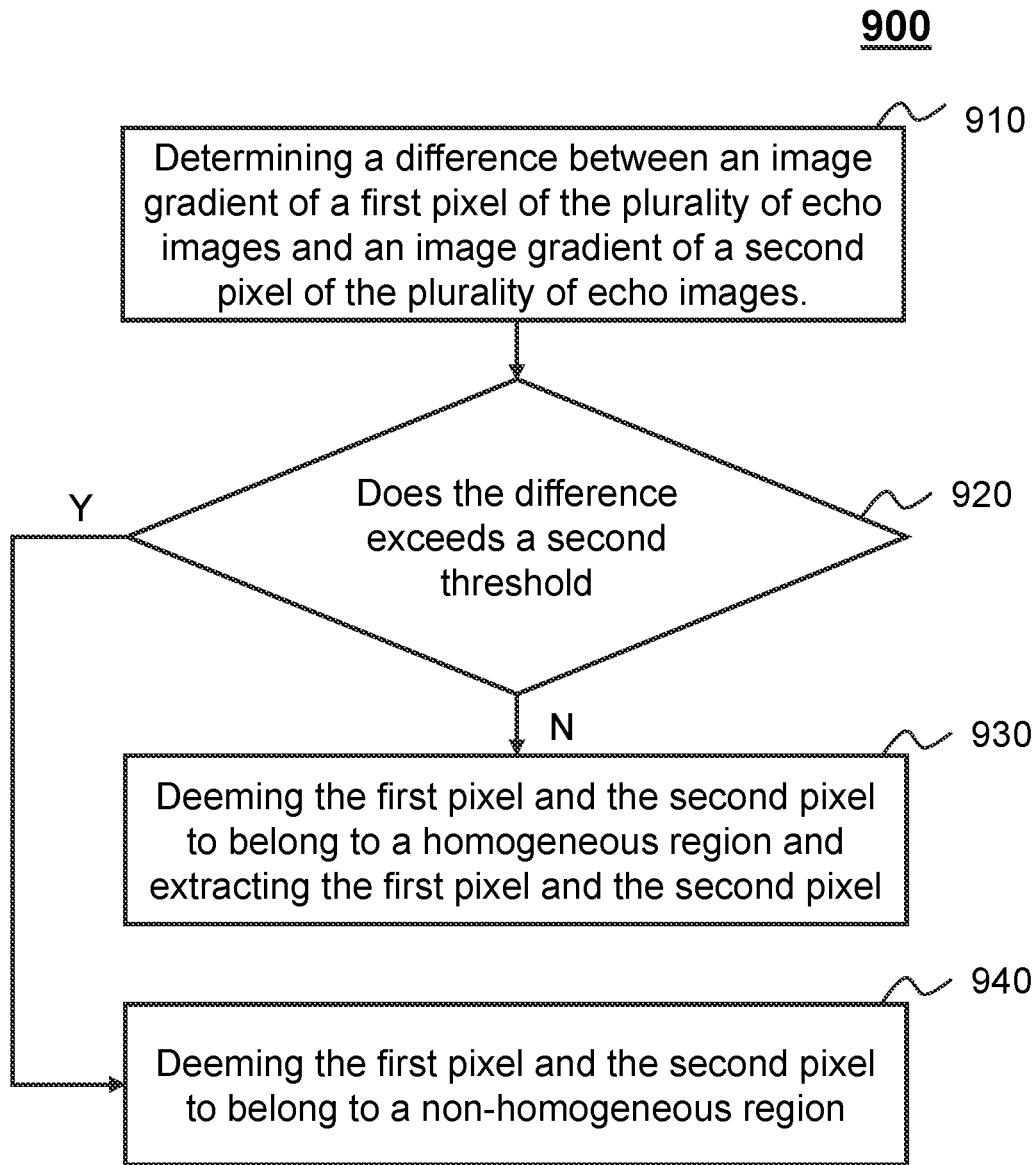 900
910
Determining a difference between an image
gradient of a first pixel of the plurality of echo
images and an image gradient of a second
pixel of the plurality of echo images.
Y
Does the difference
exceeds a second
threshold
920
N
930
Deeming the first pixel and the second pixel
to belong to a homogeneous region and
extracting the first pixel and the second pixel
940
Deeming the first pixel and the second pixel
to belong to a non-homogeneous region